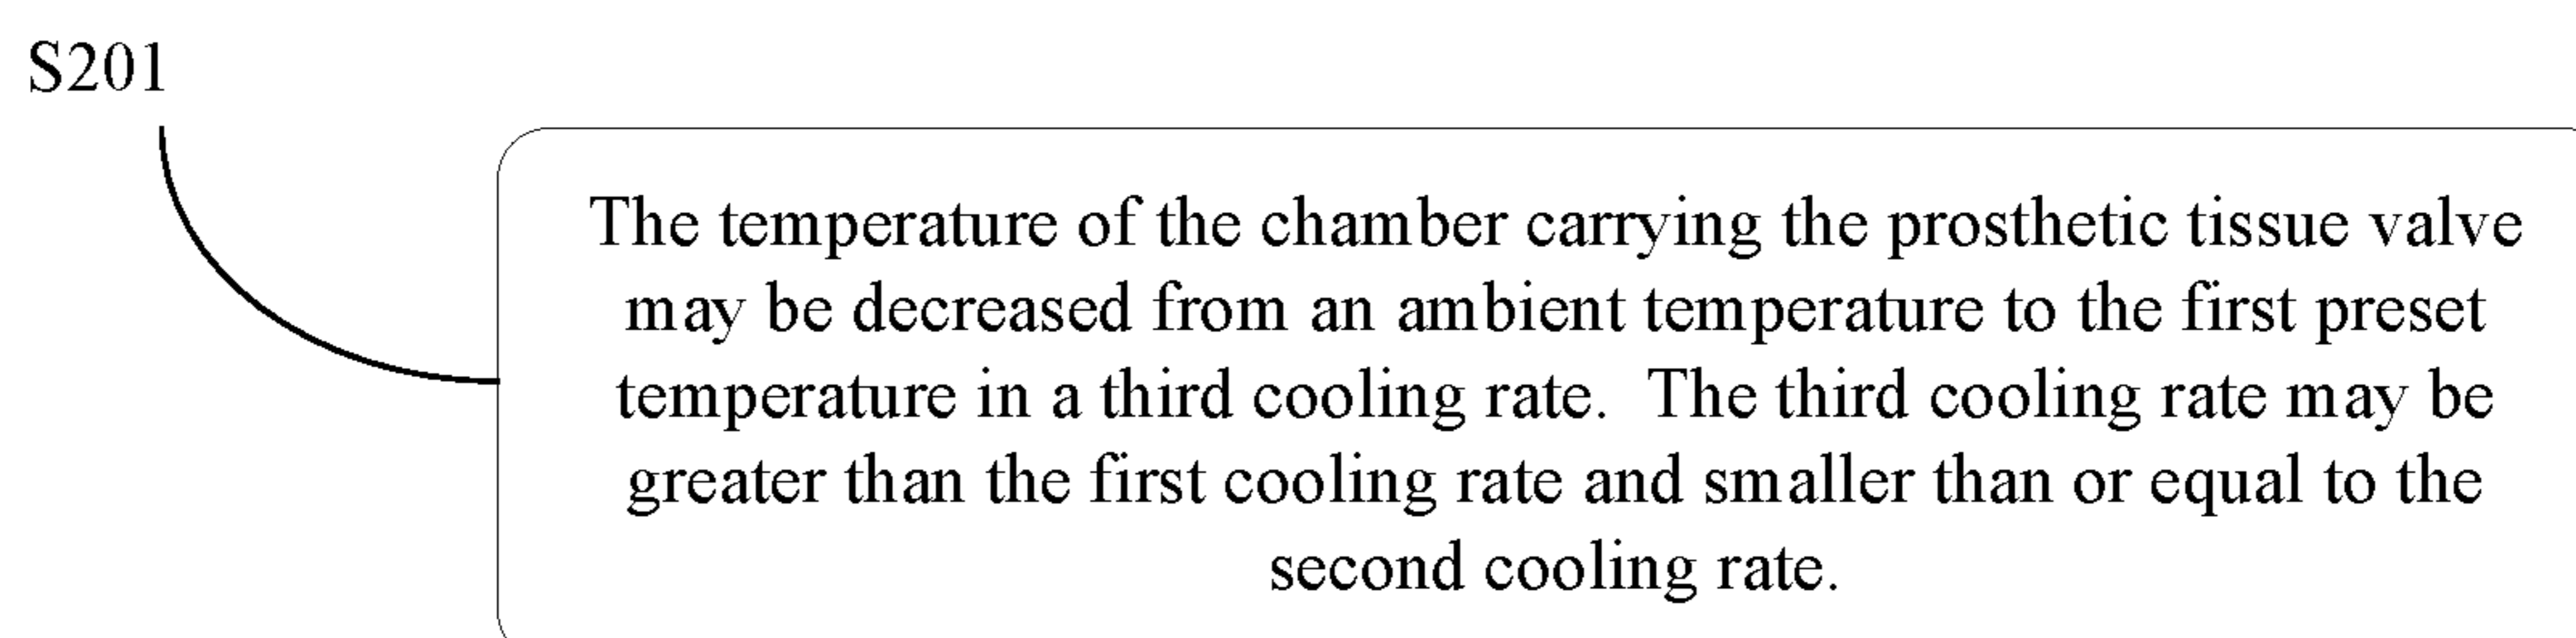 S201
The temperature of the chamber carrying the prosthetic tissue valve
may be decreased from an ambient temperature to the first preset
temperature in a third cooling rate.  The third cooling rate may be
greater than the first cooling rate and smaller than or equal to the
second cooling rate.